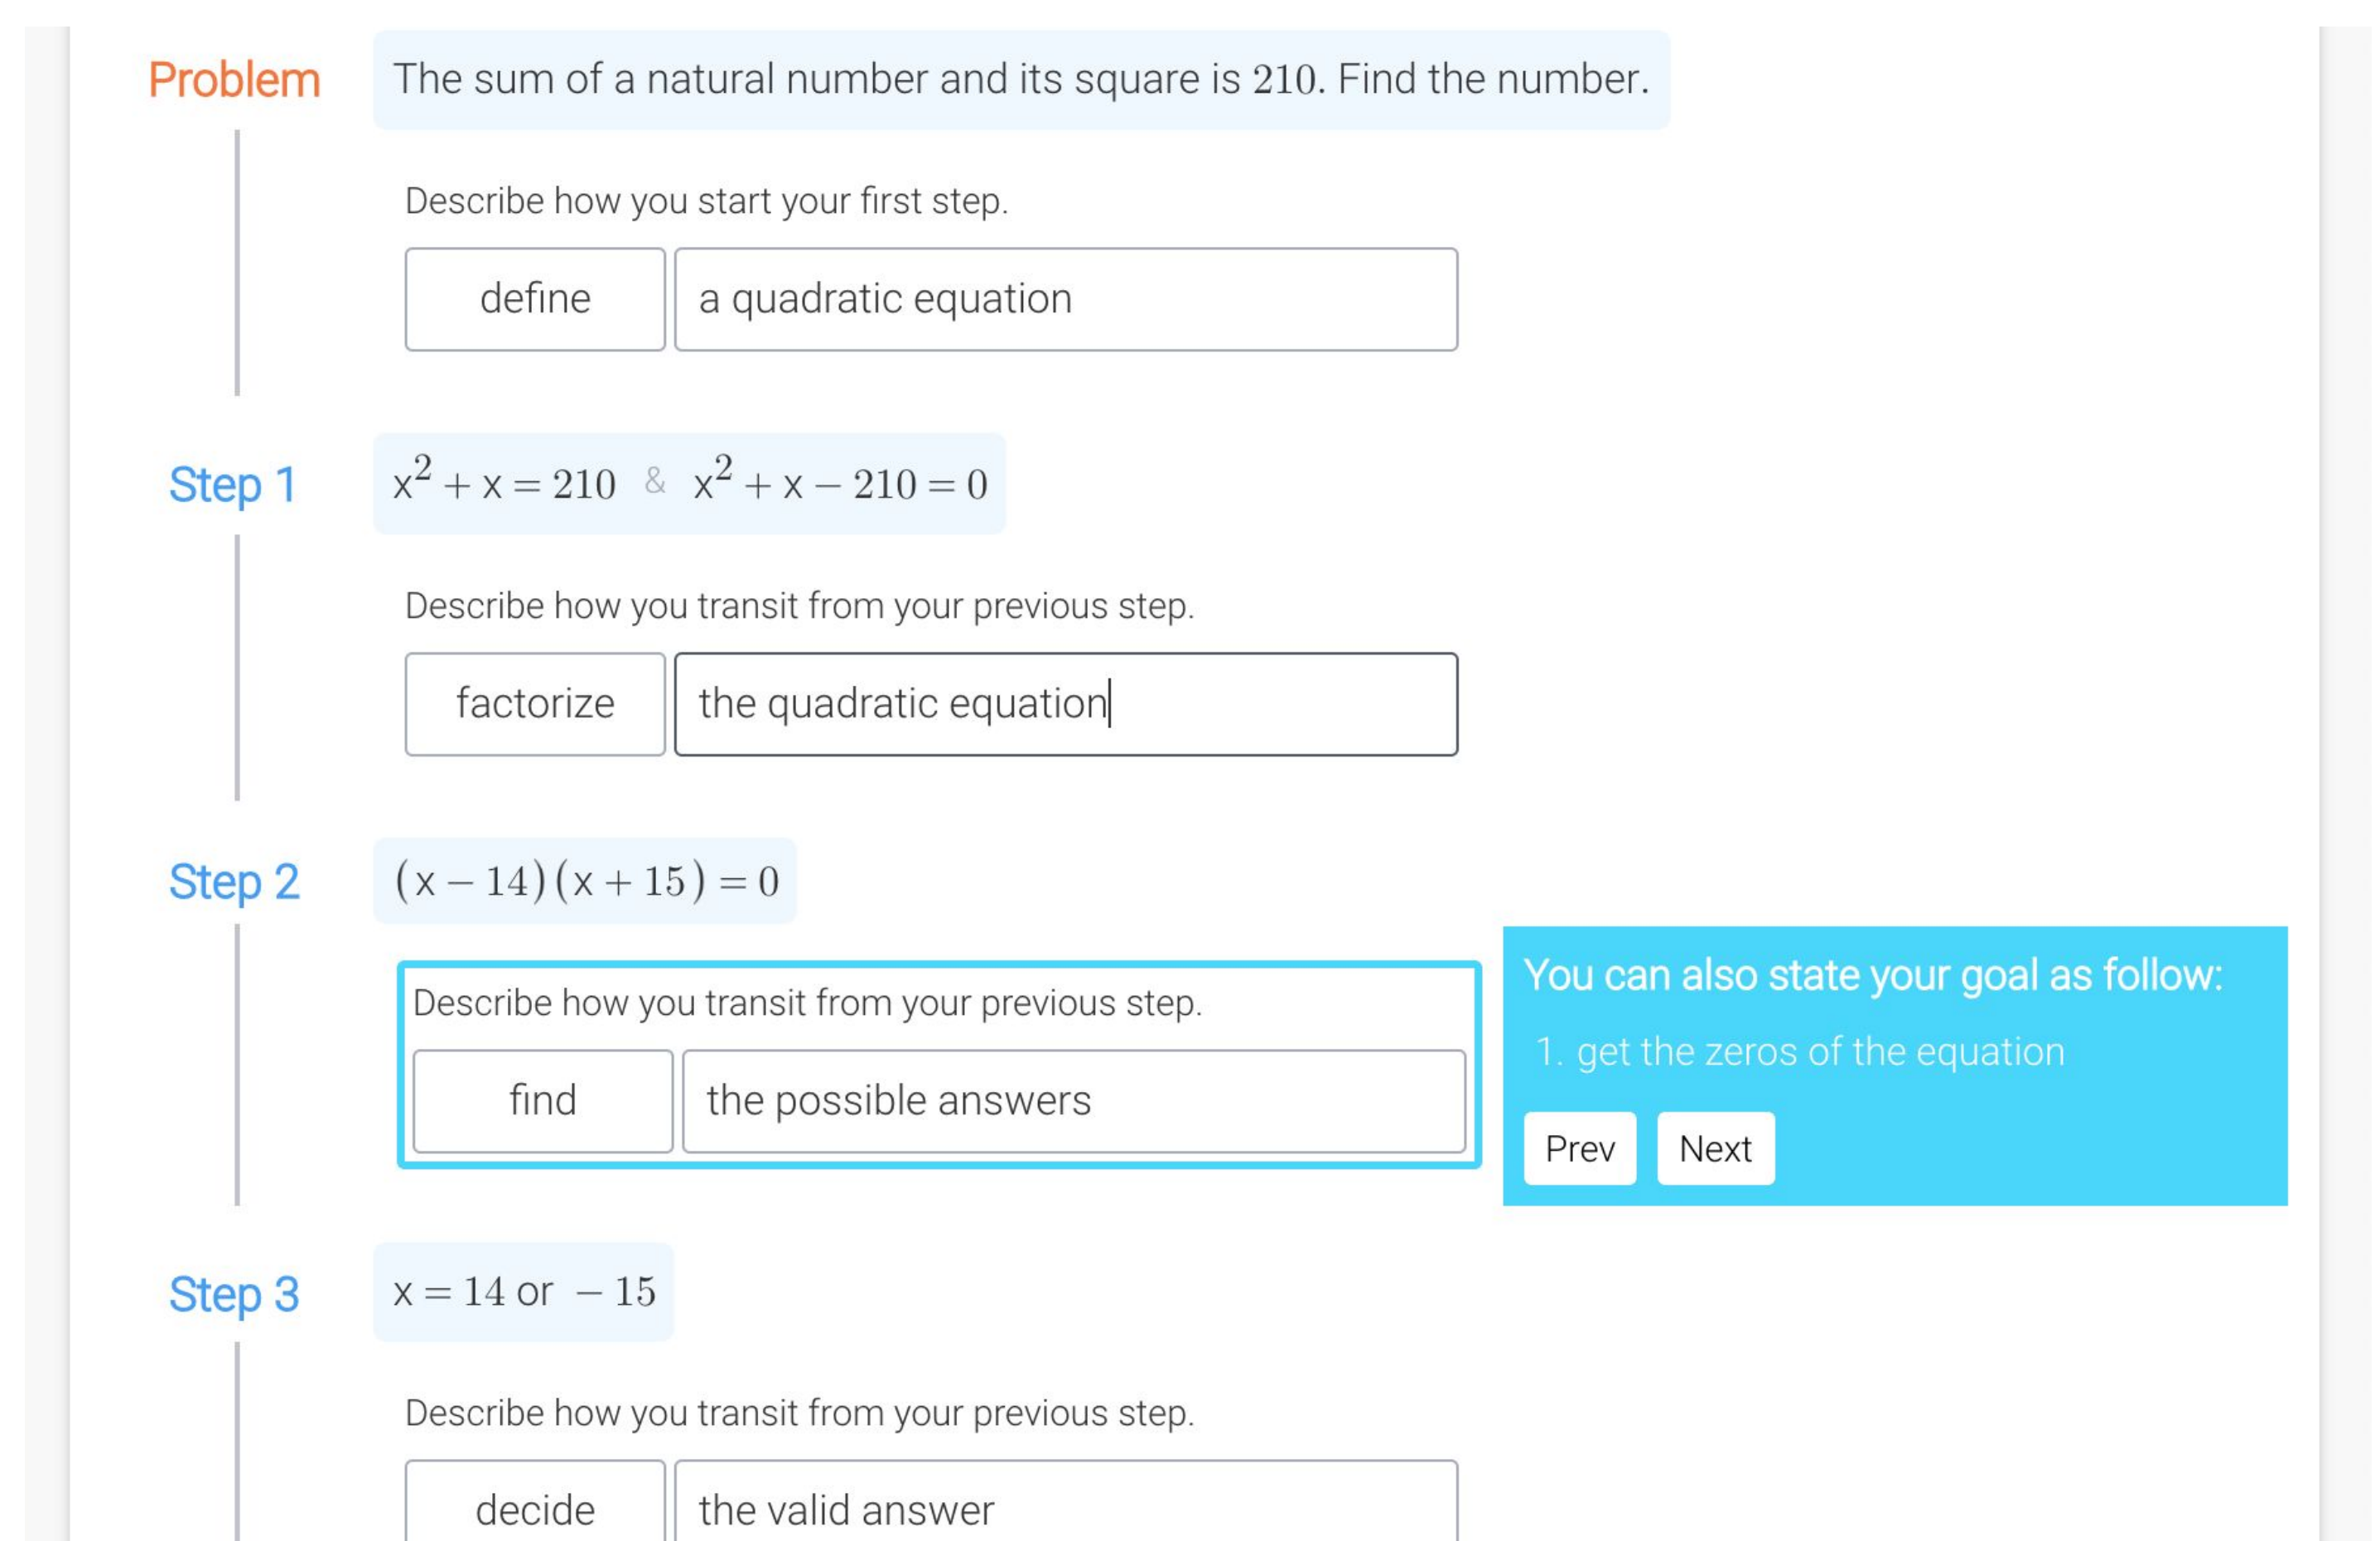 Problem The sum of a natural number and its square is 210. Find the number.
Describe how you start your first step.
define a quadratic equation
Step 1 x² + x = 210 & x² + x − 210 = 0
Describe how you transit from your previous step.
factorize the quadratic equation
Step 2 (x − 14)(x + 15) = 0
Describe how you transit from your previous step.
find the possible answers
You can also state your goal as follow:
1. get the zeros of the equation
Prev Next
Step 3 x = 14 or − 15
Describe how you transit from your previous step.
decide the valid answer